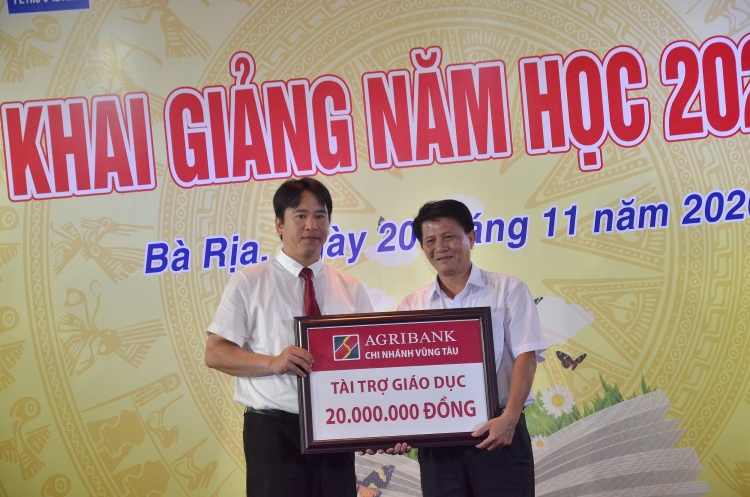 KHAI GIẢNG NĂM HỌC 202
Bà Rịa, ngày 20 tháng 11 năm 2020
AGRIBANK
CHI NHÁNH VŨNG TÀU
TÀI TRỢ GIÁO DỤC
20.000.000 ĐỒNG